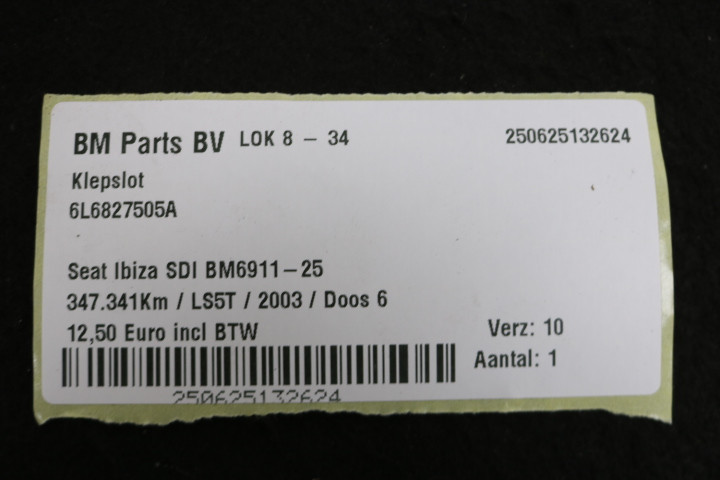 BM Parts BV LOK 8 – 34 250625132624
Klepslot
6L6827505A
Seat Ibiza SDI BM6911–25
347.341Km / LS5T / 2003 / Doos 6
12,50 Euro incl BTW Verz: 10
Aantal: 1
250625132624